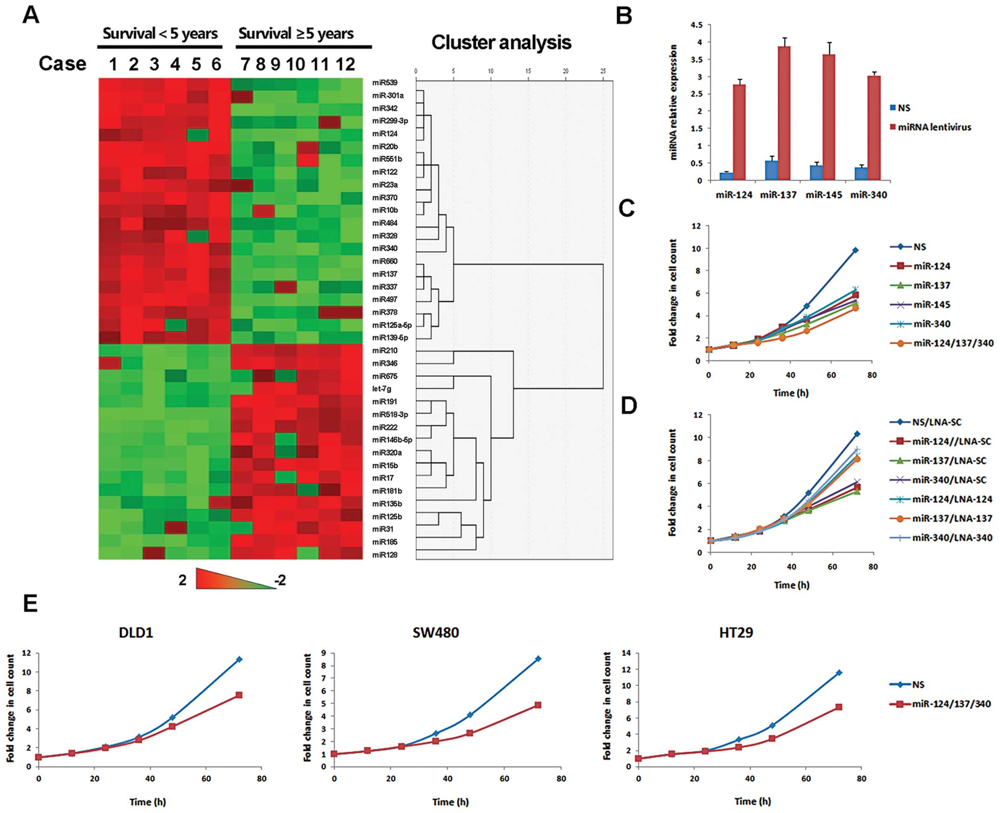 A
Survival < 5 years
Survival ≥5 years
Case 1 2 3 4 5 6 7 8 9 10 11 12
Cluster analysis
0 5 10 15 20 25
miR539
miR-301a
miR342
miR299-3p
miR124
miR20b
miR551b
miR122
miR23a
miR370
miR10b
miR484
miR328
miR340
miR660
miR137
miR337
miR497
miR378
miR125a-5p
miR139-5p
miR210
miR346
miR675
let-7g
miR191
miR518-3p
miR222
miR146b-5p
miR320a
miR15b
miR17
miR181b
miR135b
miR125b
miR31
miR185
miR128
2 -2
B
miRNA relative expression
4.5
4
3.5
3
2.5
2
1.5
1
0.5
0
miR-124 miR-137 miR-145 miR-340
NS
miRNA lentivirus
C
Fold change in cell count
12
10
8
6
4
2
0
0 20 40 60 80
Time (h)
NS
miR-124
miR-137
miR-145
miR-340
miR-124/137/340
D
Fold change in cell count
12
10
8
6
4
2
0
0 20 40 60 80
Time (h)
NS/LNA-SC
miR-124//LNA-SC
miR-137/LNA-SC
miR-340/LNA-SC
miR-124/LNA-124
miR-137/LNA-137
miR-340/LNA-340
E
DLD1
Fold change in cell count
12
10
8
6
4
2
0
0 20 40 60 80
Time (h)
SW480
Fold change in cell count
9
8
7
6
5
4
3
2
1
0
0 20 40 60 80
Time (h)
HT29
Fold change in cell count
14
12
10
8
6
4
2
0
0 20 40 60 80
Time (h)
NS
miR-124/137/340